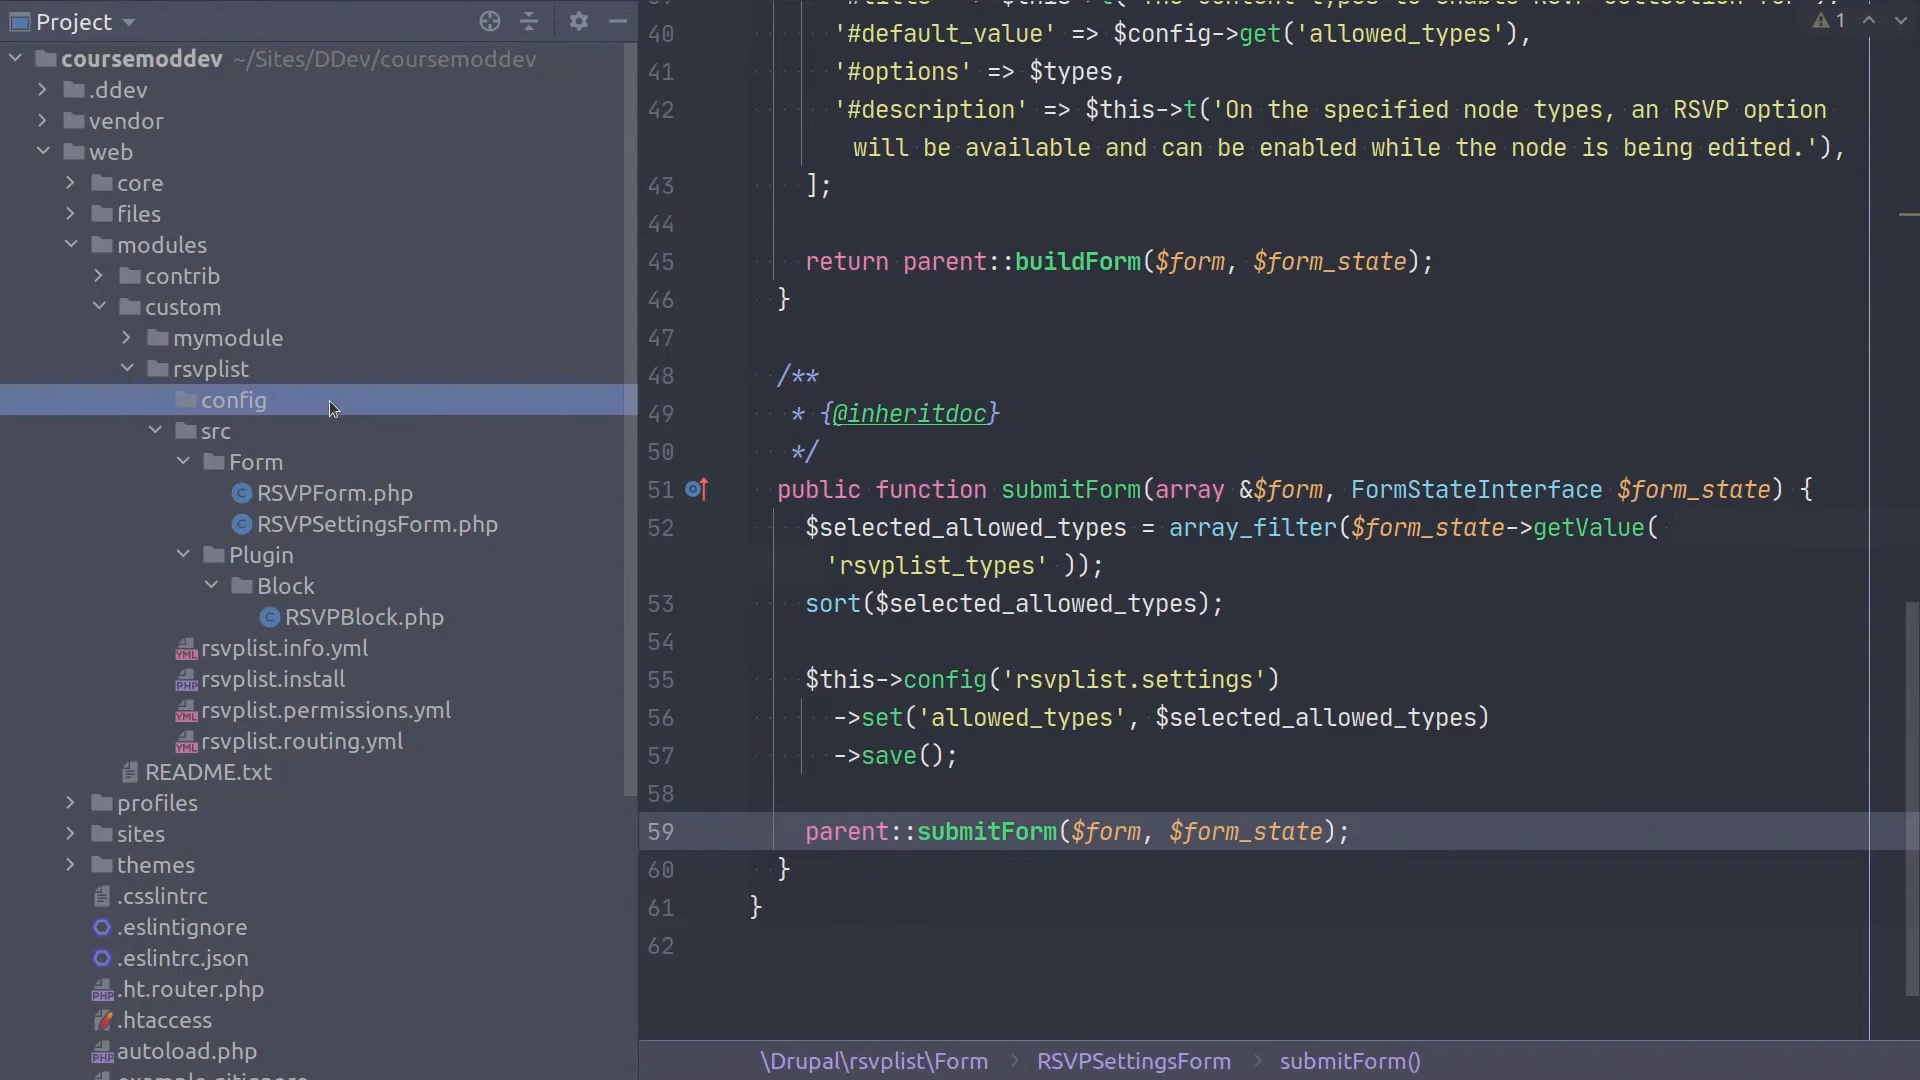 Project
coursemoddev ~/Sites/DDev/coursemoddev
.ddev
vendor
web
core
files
modules
contrib
custom
mymodule
rsvplist
config
src
Form
RSVPForm.php
RSVPSettingsForm.php
Plugin
Block
RSVPBlock.php
rsvplist.info.yml
rsvplist.install
rsvplist.permissions.yml
rsvplist.routing.yml
README.txt
profiles
sites
themes
.csslintrc
.eslintignore
.eslintrc.json
.ht.router.php
.htaccess
autoload.php
1
40 '#default_value' => $config->get('allowed_types'),
41 '#options' => $types,
42 '#description' => $this->t('On the specified node types, an RSVP option
will be available and can be enabled while the node is being edited.'),
43 ];
44
45 return parent::buildForm($form, $form_state);
46 }
47
48 /**
49 * {@inheritdoc}
50 */
51 public function submitForm(array &$form, FormStateInterface $form_state) {
52 $selected_allowed_types = array_filter($form_state->getValue(
'rsvplist_types' ));
53 sort($selected_allowed_types);
54
55 $this->config('rsvplist.settings')
56 ->set('allowed_types', $selected_allowed_types)
57 ->save();
58
59 parent::submitForm($form, $form_state);
60 }
61 }
62
\Drupal\rsvplist\Form > RSVPSettingsForm > submitForm()